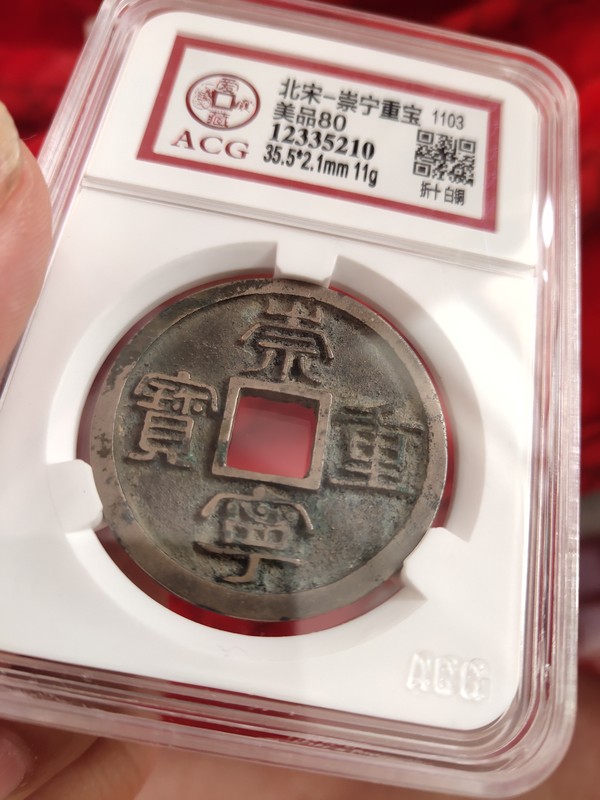 北宋-崇宁重宝 1103
美品80
12335210
35.5*2.1mm 11g
折十 白铜
ACG
崇
寶
重
寧
ACG